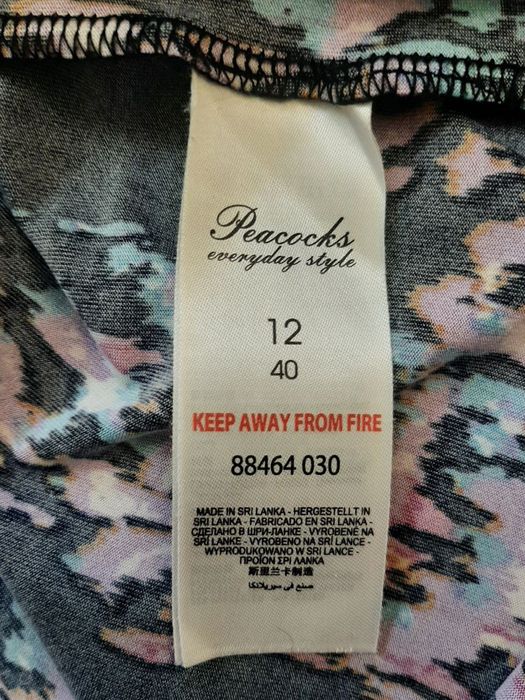 Peacocks
everyday style
12
40
KEEP AWAY FROM FIRE
88464 030
MADE IN SRI LANKA - HERGESTELLT IN
SRI LANKA - FABRICADO EN SRI LANKA -
СДЕЛАНО В ШРИ-ЛАНКЕ - VYROBENÉ NA
SRÍ LANKE - VYROBENO NA SRÍ LANCE -
WYPRODUKOWANO W SRI LANCE -
ΠΡΟΪΟΝ ΣΡΙ ΛΑΝΚΑ
斯里兰卡制造
صنع في سيريلانكا